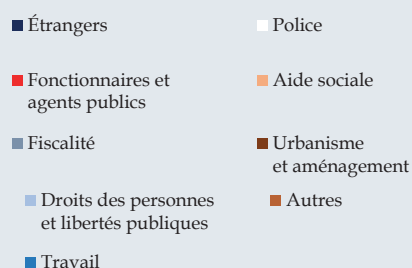 Étrangers
Police
Fonctionnaires et
agents publics
Aide sociale
Fiscalité
Urbanisme
et aménagement
Droits des personnes
et libertés publiques
Autres
Travail